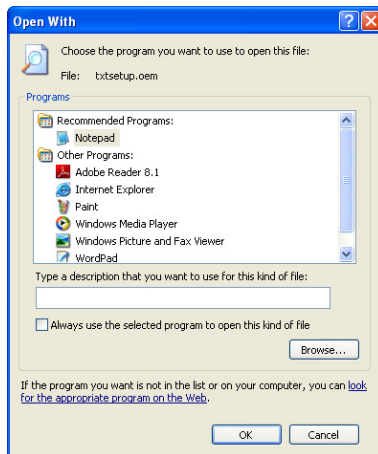 Open With
Choose the program you want to use to open this file:
File: txtsetup.oem
Programs
Recommended Programs:
Notepad
Other Programs:
Adobe Reader 8.1
Internet Explorer
Paint
Windows Media Player
Windows Picture and Fax Viewer
WordPad
Type a description that you want to use for this kind of file:
Always use the selected program to open this kind of file
Browse...
If the program you want is not in the list or on your computer, you can look
for the appropriate program on the Web.
OK Cancel